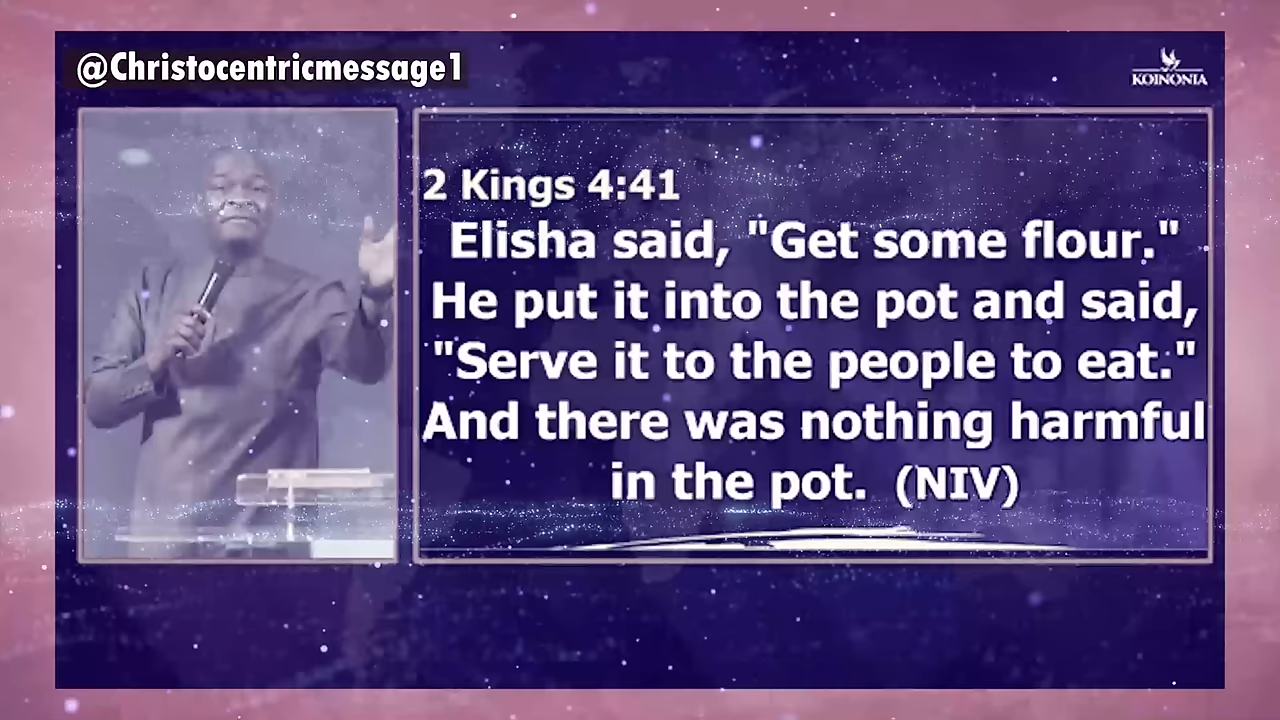 @Christocentricmessage1
KOINONIA
2 Kings 4:41
Elisha said, "Get some flour."
He put it into the pot and said,
"Serve it to the people to eat."
And there was nothing harmful
in the pot. (NIV)